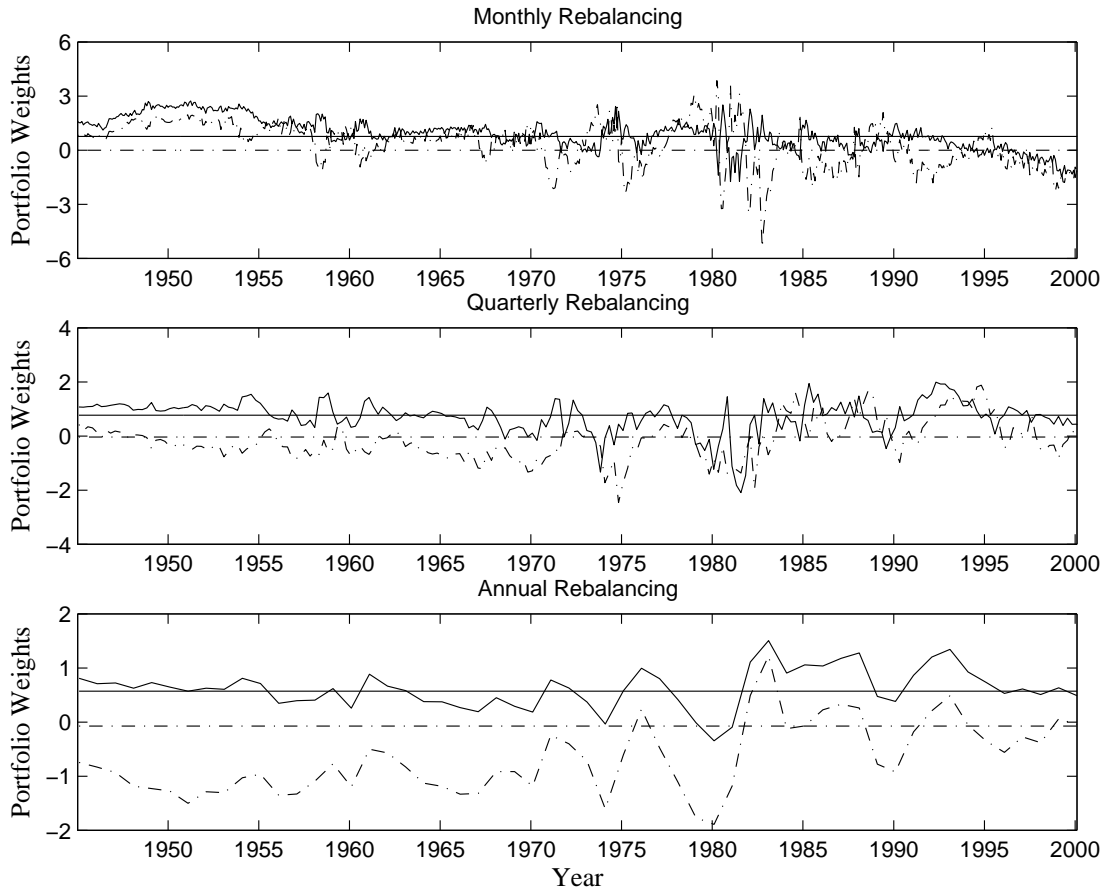 Monthly Rebalancing
Portfolio Weights
6
3
0
−3
−6
1950 1955 1960 1965 1970 1975 1980 1985 1990 1995 2000
Quarterly Rebalancing
Portfolio Weights
4
2
0
−2
−4
1950 1955 1960 1965 1970 1975 1980 1985 1990 1995 2000
Annual Rebalancing
Portfolio Weights
2
1
0
−1
−2
1950 1955 1960 1965 1970 1975 1980 1985 1990 1995 2000
Year